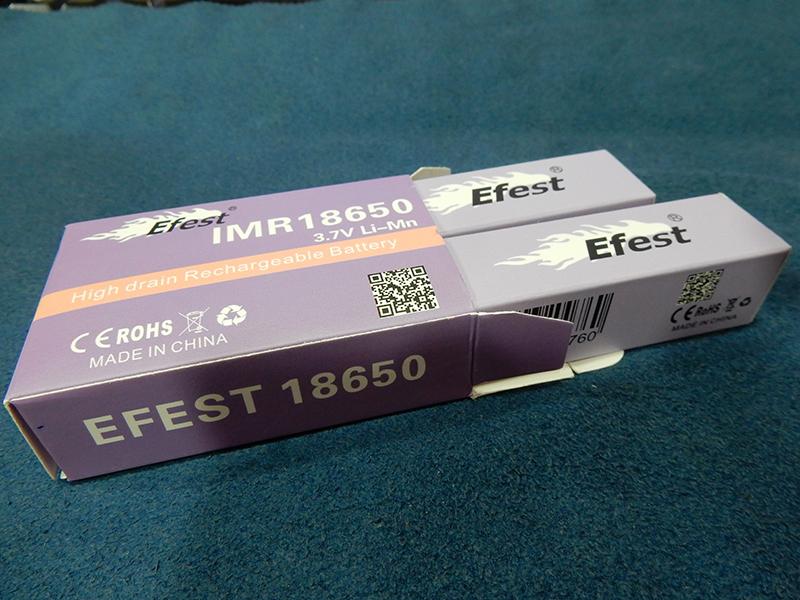 Efest®
IMR18650
3.7V Li-Mn
High drain Rechargeable Battery
CE ROHS
MADE IN CHINA
EFEST 18650
Efest®
Efest®
760
CE RoHS
MADE IN CHINA